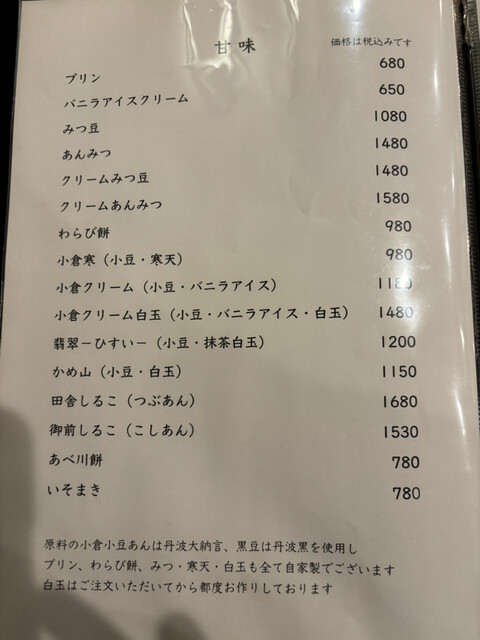 甘味
価格は税込みです
プリン 680
バニラアイスクリーム 650
みつ豆 1080
あんみつ 1480
クリームみつ豆 1480
クリームあんみつ 1580
わらび餅 980
小倉寒（小豆・寒天） 980
小倉クリーム（小豆・バニラアイス） 1180
小倉クリーム白玉（小豆・バニラアイス・白玉） 1480
翡翠－ひすい－（小豆・抹茶白玉） 1200
かめ山（小豆・白玉） 1150
田舎しるこ（つぶあん） 1680
御前しるこ（こしあん） 1530
あべ川餅 780
いそまき 780
原料の小倉小豆あんは丹波大納言、黒豆は丹波黒を使用し
プリン、わらび餅、みつ・寒天・白玉も全て自家製でございます
白玉はご注文いただいてから都度お作りしております